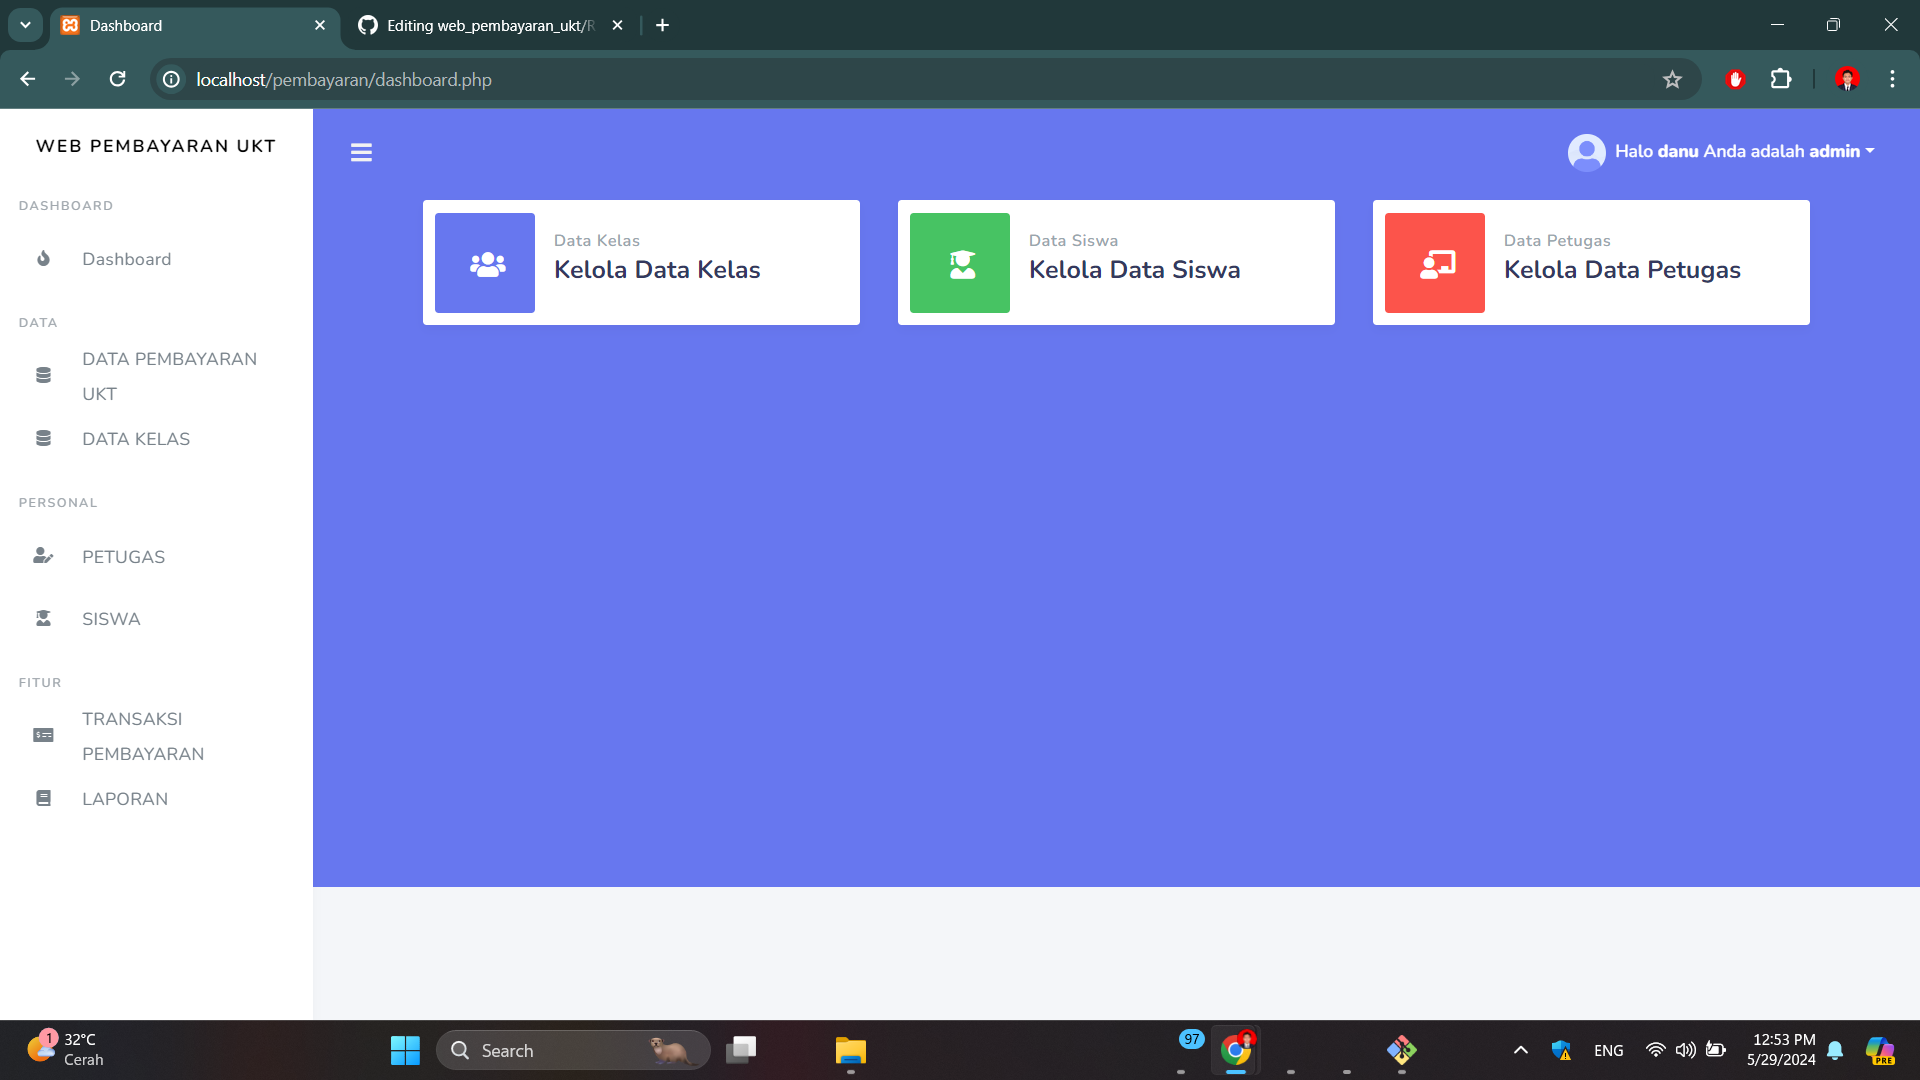 Dashboard
Editing web_pembayaran_ukt/R
localhost/pembayaran/dashboard.php
WEB PEMBAYARAN UKT
Halo danu Anda adalah admin
DASHBOARD
Dashboard
DATA
DATA PEMBAYARAN
UKT
DATA KELAS
PERSONAL
PETUGAS
SISWA
FITUR
TRANSAKSI
PEMBAYARAN
LAPORAN
Data Kelas
Kelola Data Kelas
Data Siswa
Kelola Data Siswa
Data Petugas
Kelola Data Petugas
1
32°C
Cerah
Search
97
ENG
12:53 PM
5/29/2024
PRE